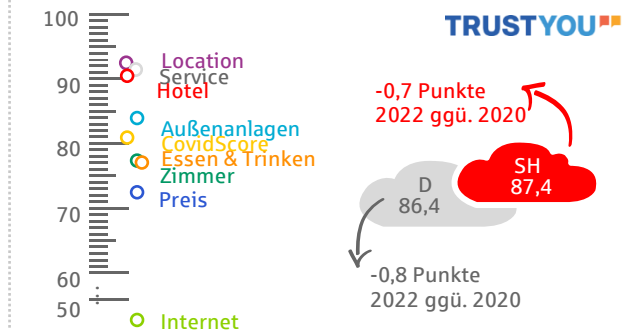 100
90
80
70
60
50
Location
Service
Hotel
Außenanlagen
CovidScore
Essen & Trinken
Zimmer
Preis
Internet
TRUSTYOU
-0,7 Punkte
2022 ggü. 2020
SH
87,4
D
86,4
-0,8 Punkte
2022 ggü. 2020